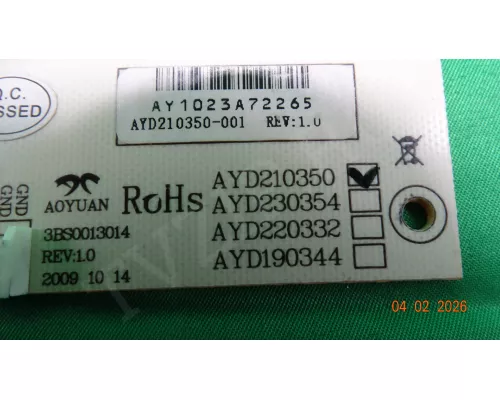 Q.C.
PASSED
AY1023A72265
AYD210350-001 REV:1.0
GND
GND
AOYUAN
RoHs
AYD210350
AYD230354
AYD220332
AYD190344
3BS0013014
REV:1.0
2009 10 14
04 02 2026